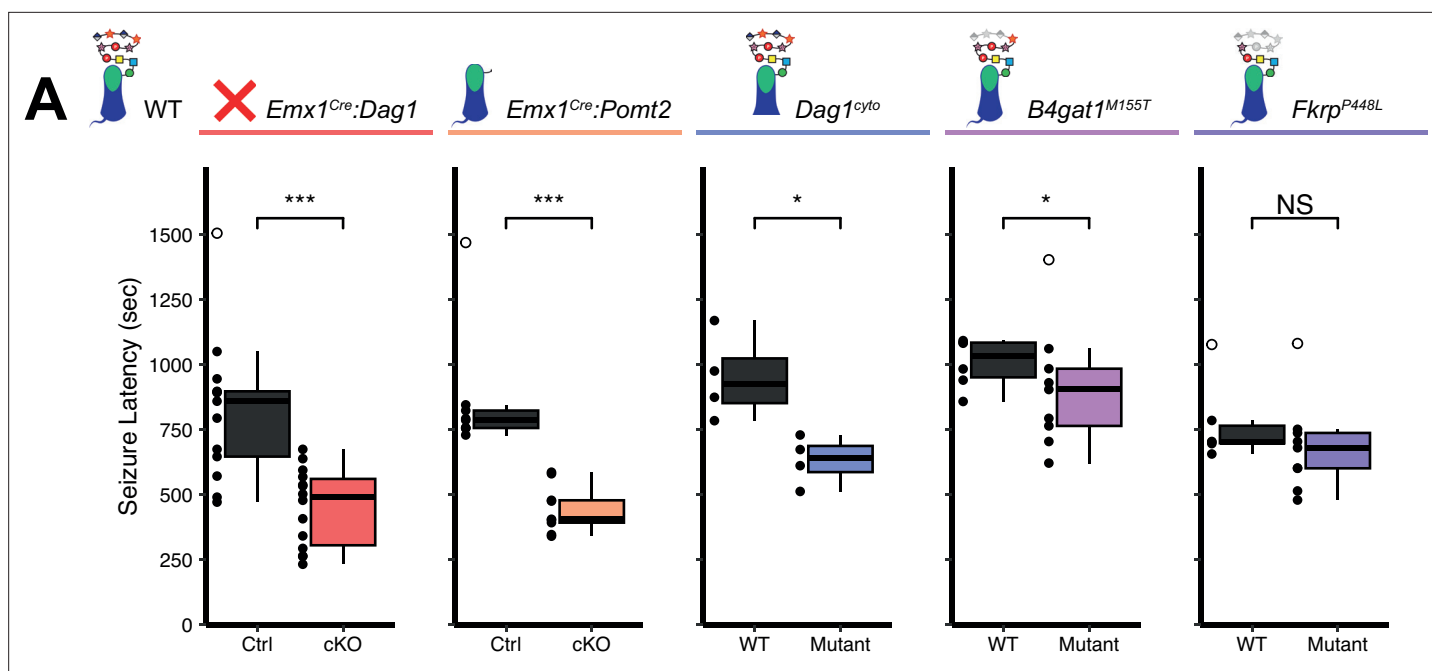 A
WT
Emx1Cre:Dag1
Emx1Cre:Pomt2
Dag1cyto
B4gat1M155T
FkrpP448L
*** *** * * NS
Seizure Latency (sec)
1500
1250
1000
750
500
250
0
Ctrl cKO Ctrl cKO WT Mutant WT Mutant WT Mutant